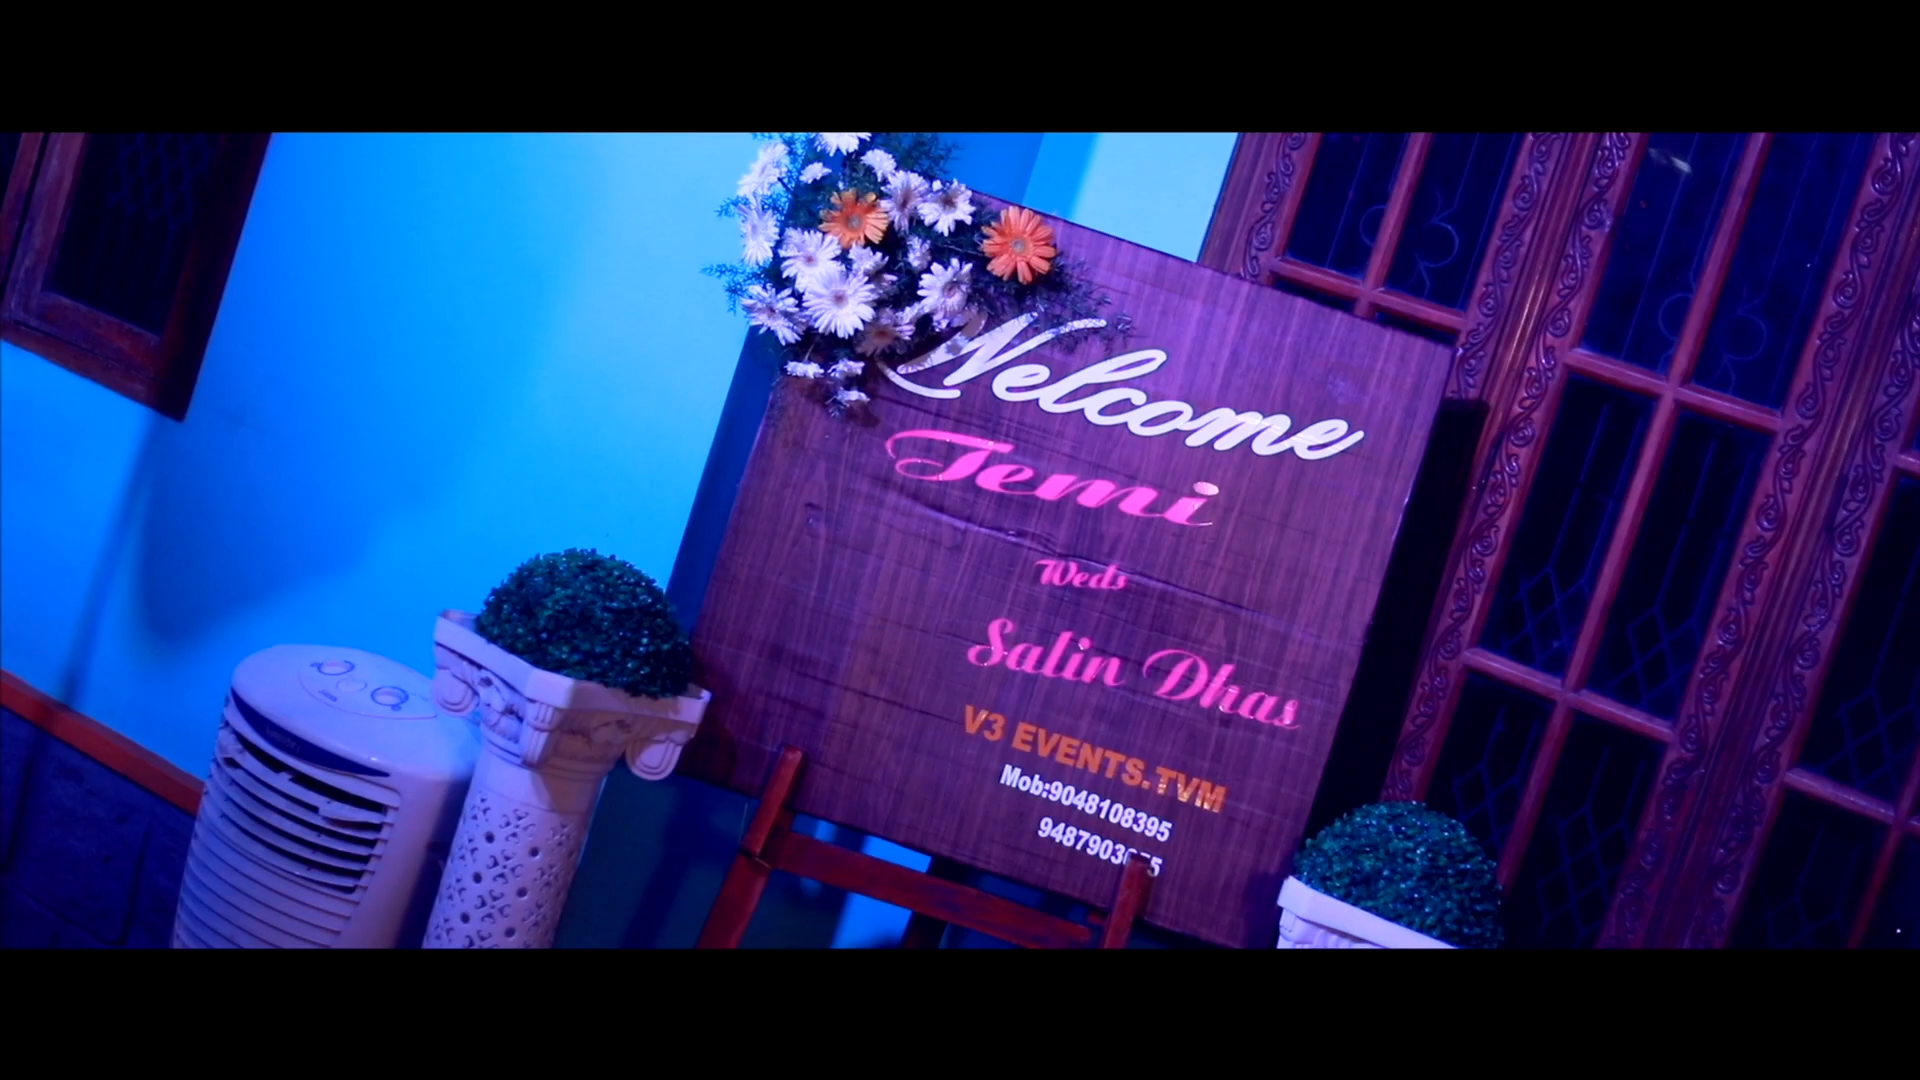 Welcome
Temi
Weds
Salin Dhas
V3 EVENTS.TVM
Mob:9048108395